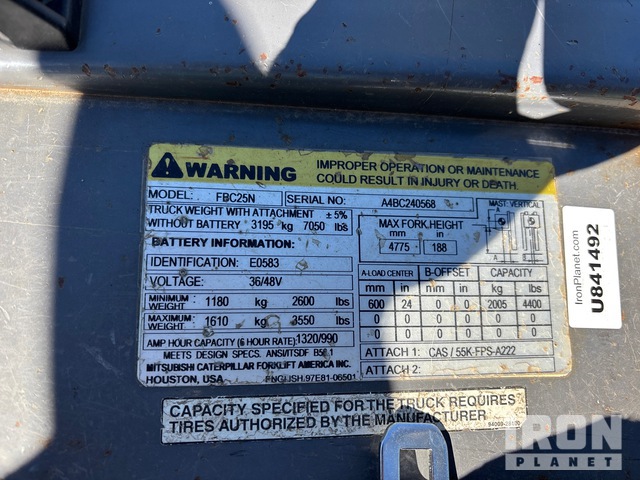 WARNING
IMPROPER OPERATION OR MAINTENANCE
COULD RESULT IN INJURY OR DEATH.
MODEL: FBC25N SERIAL NO: A4BC240568
MAST: VERTICAL
TRUCK WEIGHT WITH ATTACHMENT ± 5%
WITHOUT BATTERY 3195 kg 7050 lbs
MAX FORK.HEIGHT
mm in
4775 188
A B
BATTERY INFORMATION:
IDENTIFICATION: E0583
VOLTAGE: 36/48V
MINIMUM WEIGHT 1180 kg 2600 lbs
MAXIMUM WEIGHT 1610 kg 3550 lbs
AMP HOUR CAPACITY (6 HOUR RATE) 1320/990
MEETS DESIGN SPECS. ANSI/ITSDF B56.1
MITSUBISHI CATERPILLAR FORKLIFT AMERICA INC.
HOUSTON, USA ENGLISH.97E81-06501
A-LOAD CENTER B-OFFSET CAPACITY
mm in mm in kg lbs
600 24 0 0 2005 4400
0 0 0 0 0 0
0 0 0 0 0 0
ATTACH 1: CAS / 55K-FPS-A222
ATTACH 2:
CAPACITY SPECIFIED FOR THE TRUCK REQUIRES
TIRES AUTHORIZED BY THE MANUFACTURER
IronPlanet.com
U841492
IRON
PLANET